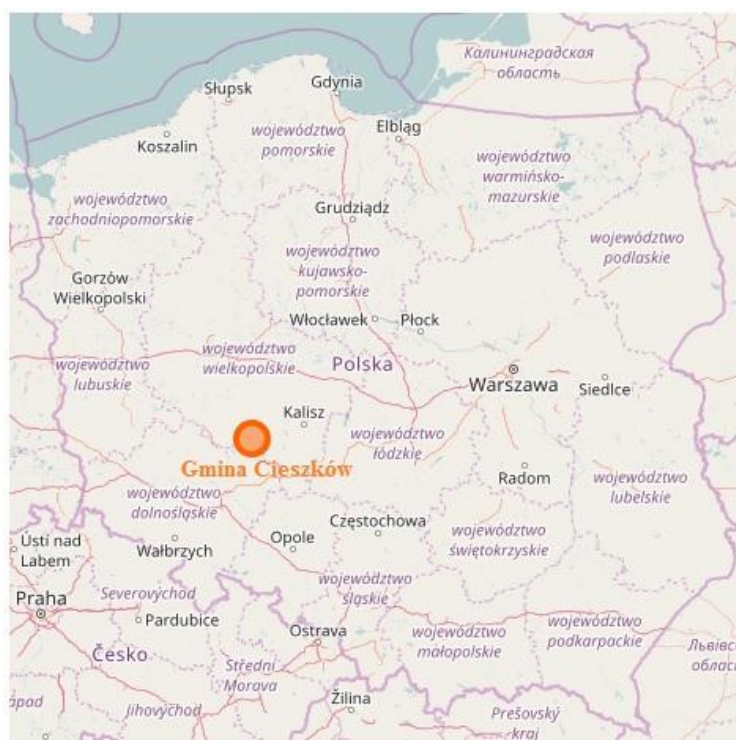 Калининградская
область
Słupsk
Gdynia
Elbląg
Koszalin
województwo
pomorskie
województwo
warmińsko-
mazurskie
województwo
zachodniopomorskie
Grudziądz
województwo
podlaskie
województwo
kujawsko-
pomorskie
Gorzów
Wielkopolski
Włocławek
Płock
województwo
wielkopolskie
Polska
województwo
lubuskie
Warszawa
Siedlce
Kalisz
województwo
łódzkie
Gmina Cieszków
Radom
województwo
lubelskie
województwo
dolnośląskie
Częstochowa
województwo
świętokrzyskie
Opole
Ústí nad
Labem
Wałbrzych
województwo
śląskie
Severovýchod
Praha
Pardubice
Ostrava
województwo
małopolskie
województwo
podkarpackie
Львівс
област
Česko
Střední
Morava
ápad
Jihovýchod
Žilina
Prešovský
kraj